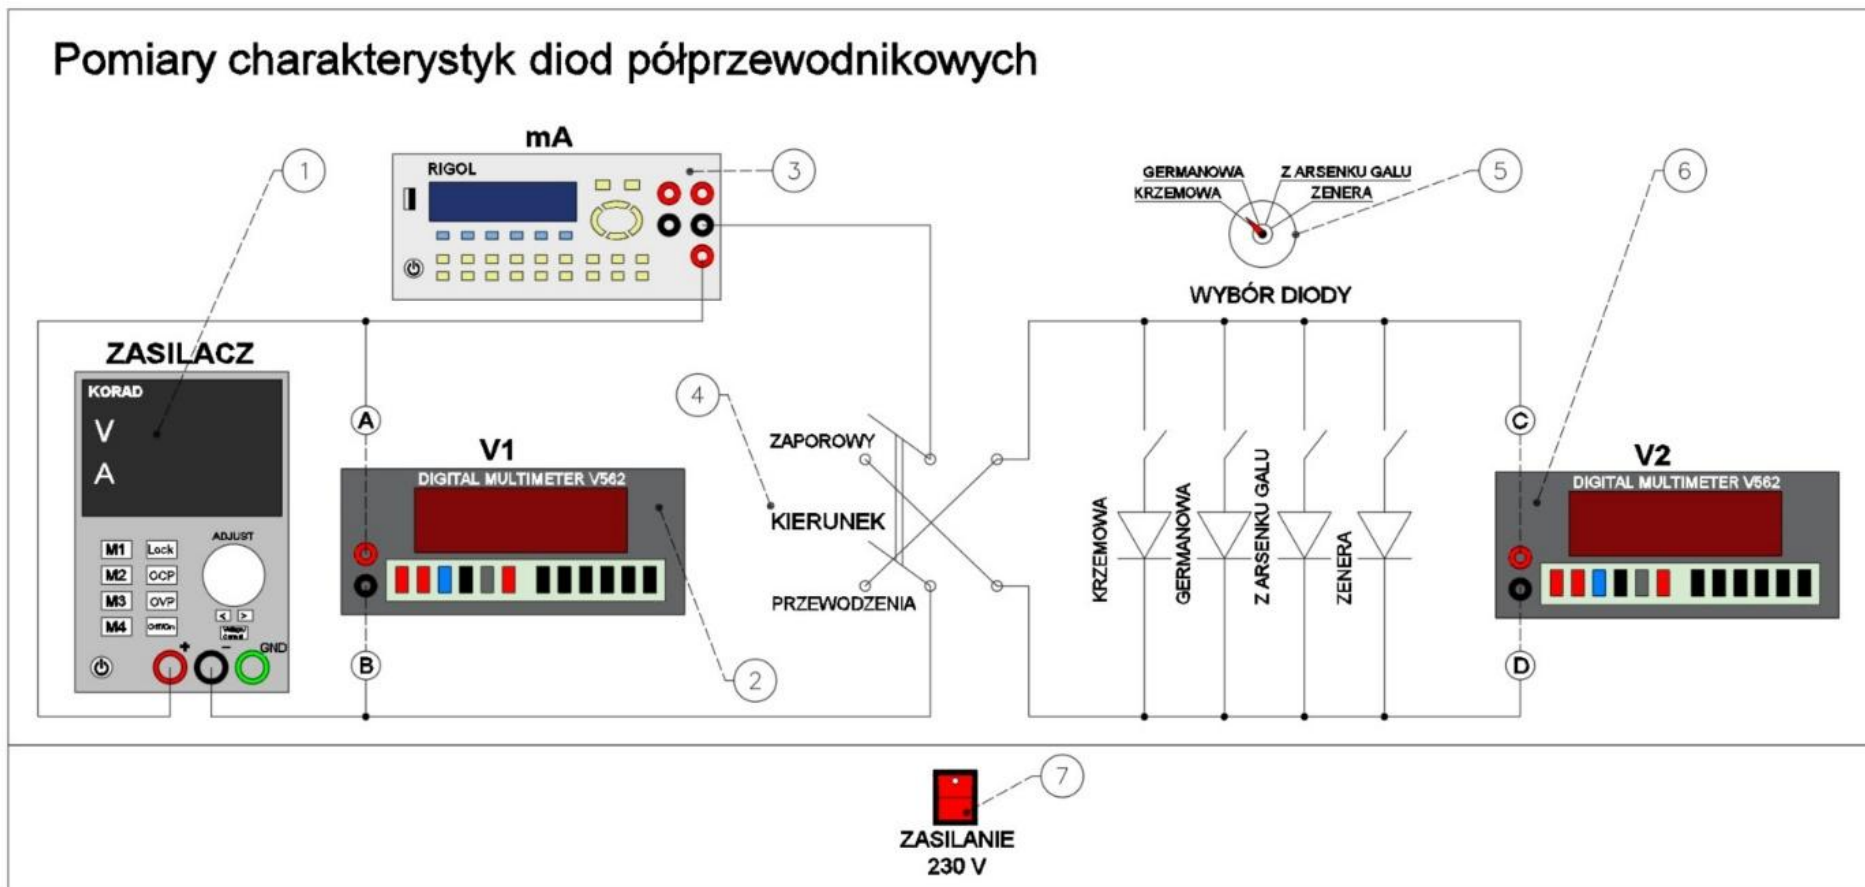 Pomiary charakterystyk diod półprzewodnikowych
mA
RIGOL
1
3
GERMANOWA
Z ARSENKU GALU
KRZEMOWA
ZENERA
5
6
WYBÓR DIODY
ZASILACZ
KORAD
V
A
ADJUST
M1 Lock
M2 OCP
M3 OVP
M4 Off/On
< >
+ − GND
A
B
V1
DIGITAL MULTIMETER V562
2
4
ZAPOROWY
KIERUNEK
PRZEWODZENIA
KRZEMOWA
GERMANOWA
Z ARSENKU GALU
ZENERA
C
D
V2
DIGITAL MULTIMETER V562
7
ZASILANIE
230 V